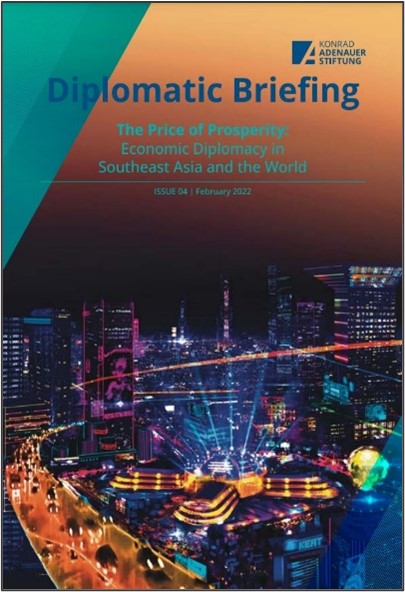 KONRAD
ADENAUER
STIFTUNG
Diplomatic Briefing
The Price of Prosperity:
Economic Diplomacy in
Southeast Asia and the World
ISSUE 04 | February 2022
KENT